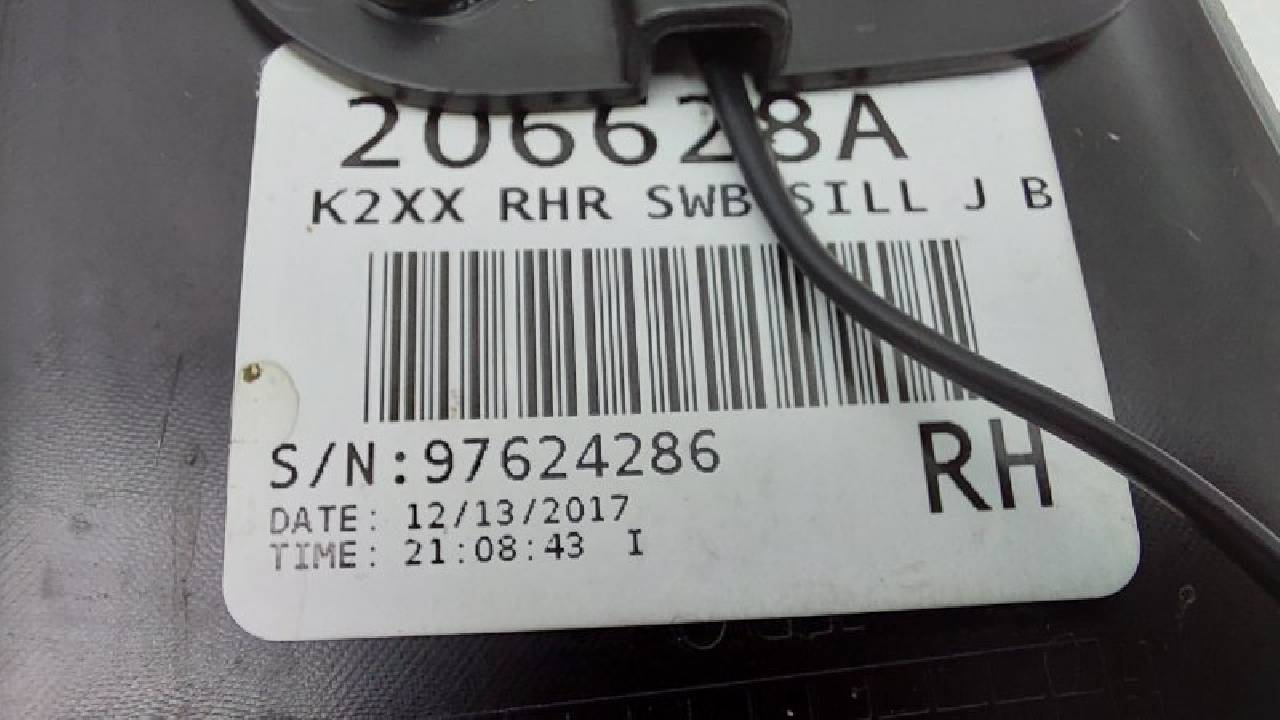 206628A
K2XX RHR SWB SILL J B
S/N:97624286
RH
DATE: 12/13/2017
TIME: 21:08:43 I